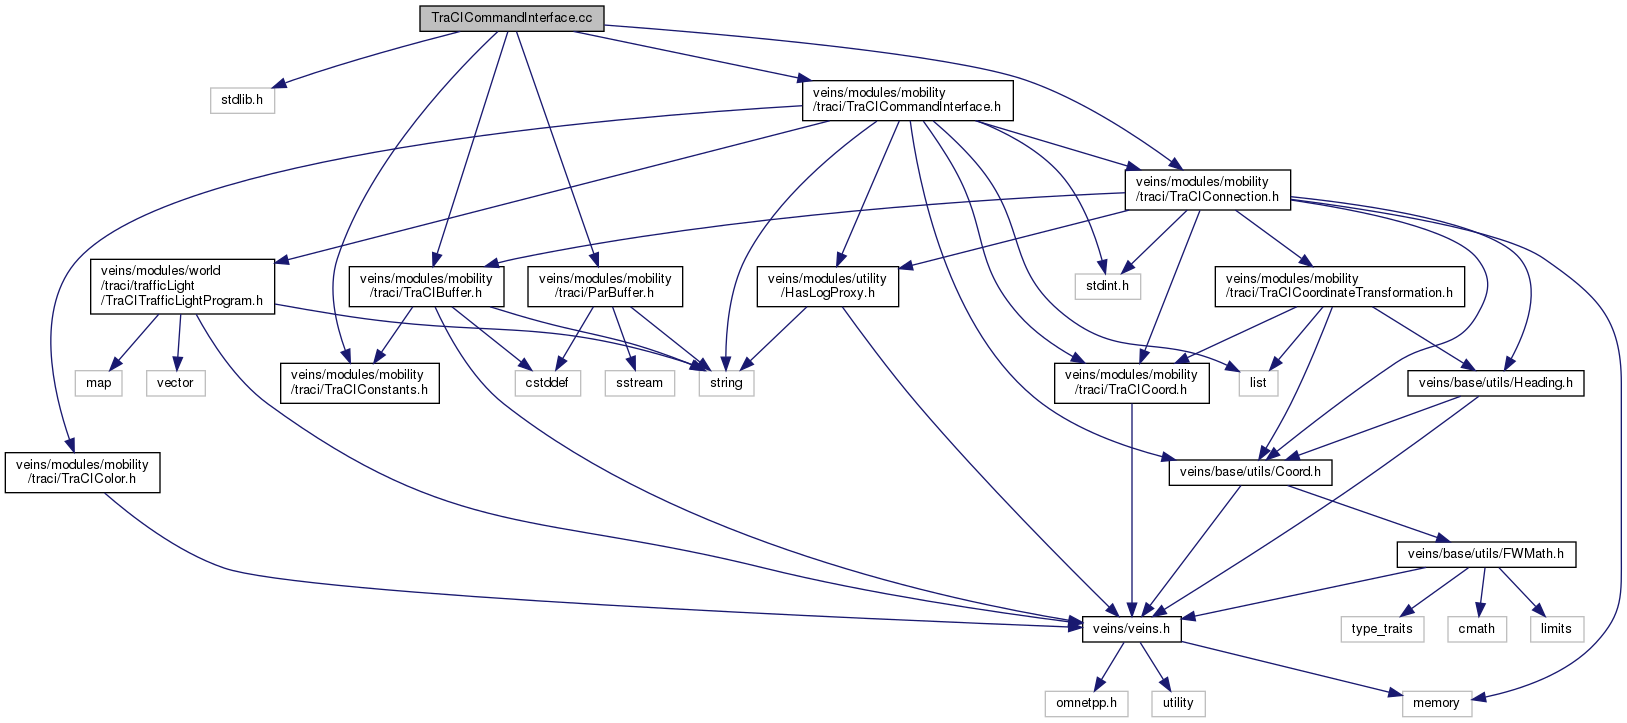 TraCICommandInterface.cc
stdlib.h
veins/modules/mobility
/traci/TraCICommandInterface.h
veins/modules/mobility
/traci/TraCIConnection.h
veins/modules/world
/traci/trafficLight
/TraCITrafficLightProgram.h
veins/modules/mobility
/traci/TraCIBuffer.h
veins/modules/mobility
/traci/ParBuffer.h
veins/modules/utility
/HasLogProxy.h
stdint.h
veins/modules/mobility
/traci/TraCICoordinateTransformation.h
map
vector
veins/modules/mobility
/traci/TraCIConstants.h
cstddef
sstream
string
veins/modules/mobility
/traci/TraCICoord.h
list
veins/base/utils/Heading.h
veins/modules/mobility
/traci/TraCIColor.h
veins/base/utils/Coord.h
veins/base/utils/FWMath.h
veins/veins.h
type_traits
cmath
limits
omnetpp.h
utility
memory